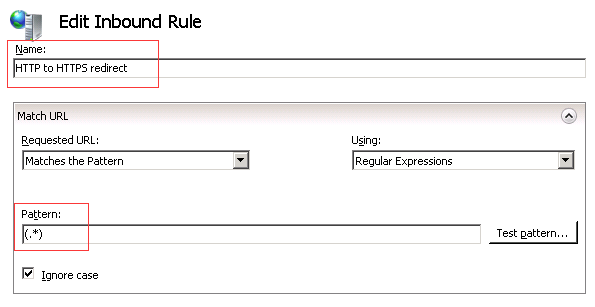 Edit Inbound Rule
Name:
HTTP to HTTPS redirect
Match URL
Requested URL: Using:
Matches the Pattern Regular Expressions
Pattern:
(.*) Test pattern...
Ignore case